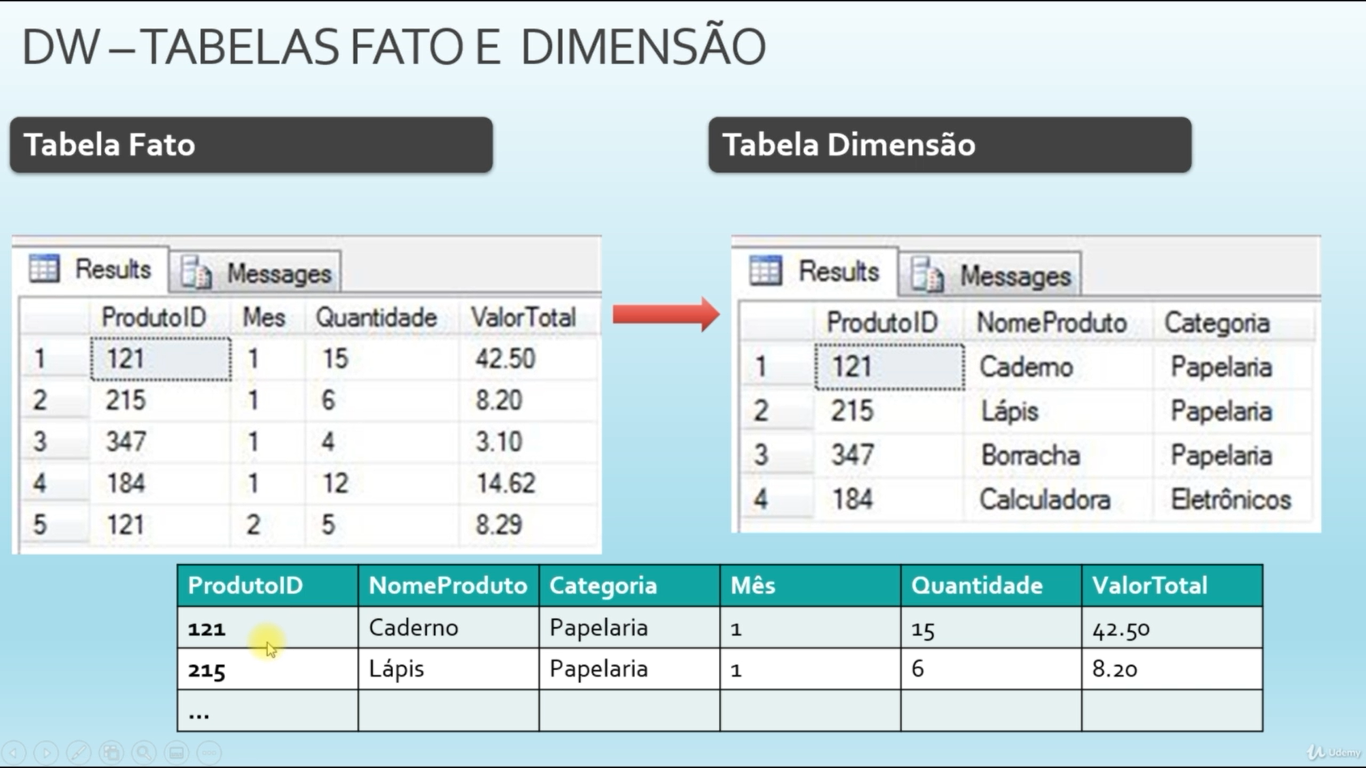 DW – TABELAS FATO E DIMENSÃO
Tabela Fato
Tabela Dimensão
Results Messages
ProdutoID Mes Quantidade ValorTotal
1 121 1 15 42.50
2 215 1 6 8.20
3 347 1 4 3.10
4 184 1 12 14.62
5 121 2 5 8.29
Results Messages
ProdutoID NomeProduto Categoria
1 121 Caderno Papelaria
2 215 Lápis Papelaria
3 347 Borracha Papelaria
4 184 Calculadora Eletrônicos
ProdutoID NomeProduto Categoria Mês Quantidade ValorTotal
121 Caderno Papelaria 1 15 42.50
215 Lápis Papelaria 1 6 8.20
...
Udemy